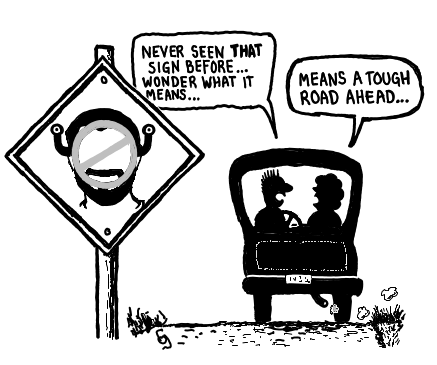 NEVER SEEN THAT
SIGN BEFORE...
WONDER WHAT IT
MEANS...
MEANS A TOUGH
ROAD AHEAD...